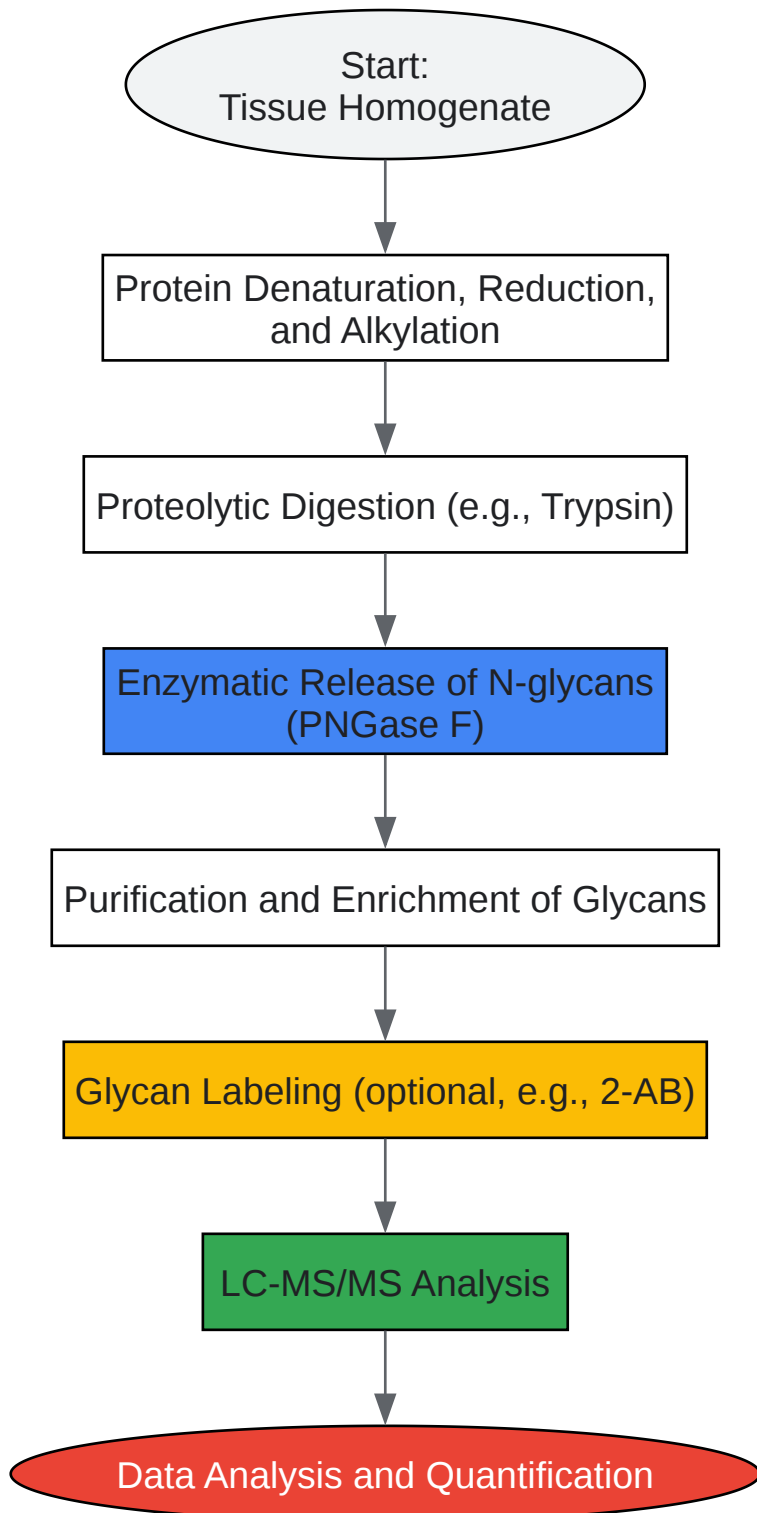 Start:
Tissue Homogenate
Protein Denaturation, Reduction,
and Alkylation
Proteolytic Digestion (e.g., Trypsin)
Enzymatic Release of N-glycans
(PNGase F)
Purification and Enrichment of Glycans
Glycan Labeling (optional, e.g., 2-AB)
LC-MS/MS Analysis
Data Analysis and Quantification